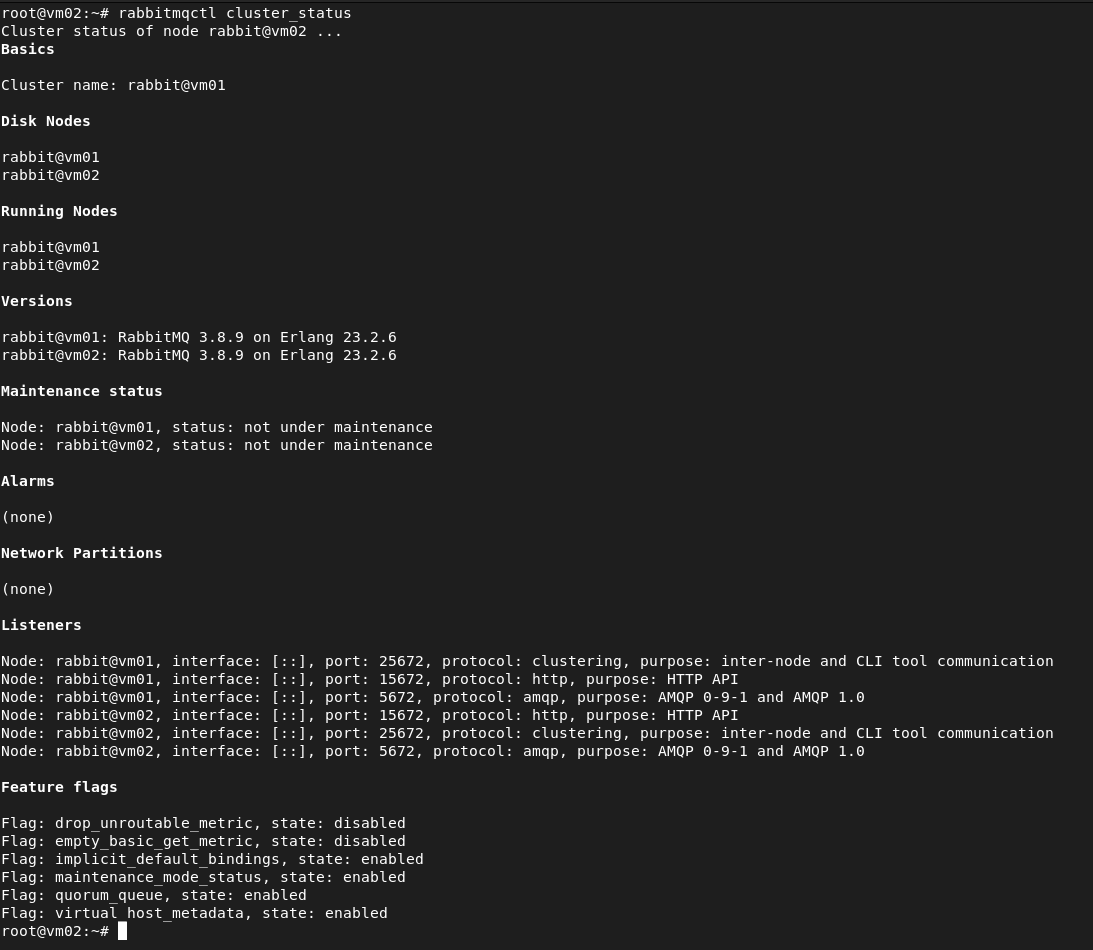 root@vm02:~# rabbitmqctl cluster_status
Cluster status of node rabbit@vm02 ...
Basics
Cluster name: rabbit@vm01
Disk Nodes
rabbit@vm01
rabbit@vm02
Running Nodes
rabbit@vm01
rabbit@vm02
Versions
rabbit@vm01: RabbitMQ 3.8.9 on Erlang 23.2.6
rabbit@vm02: RabbitMQ 3.8.9 on Erlang 23.2.6
Maintenance status
Node: rabbit@vm01, status: not under maintenance
Node: rabbit@vm02, status: not under maintenance
Alarms
(none)
Network Partitions
(none)
Listeners
Node: rabbit@vm01, interface: [::], port: 25672, protocol: clustering, purpose: inter-node and CLI tool communication
Node: rabbit@vm01, interface: [::], port: 15672, protocol: http, purpose: HTTP API
Node: rabbit@vm01, interface: [::], port: 5672, protocol: amqp, purpose: AMQP 0-9-1 and AMQP 1.0
Node: rabbit@vm02, interface: [::], port: 15672, protocol: http, purpose: HTTP API
Node: rabbit@vm02, interface: [::], port: 25672, protocol: clustering, purpose: inter-node and CLI tool communication
Node: rabbit@vm02, interface: [::], port: 5672, protocol: amqp, purpose: AMQP 0-9-1 and AMQP 1.0
Feature flags
Flag: drop_unroutable_metric, state: disabled
Flag: empty_basic_get_metric, state: disabled
Flag: implicit_default_bindings, state: enabled
Flag: maintenance_mode_status, state: enabled
Flag: quorum_queue, state: enabled
Flag: virtual_host_metadata, state: enabled
root@vm02:~#